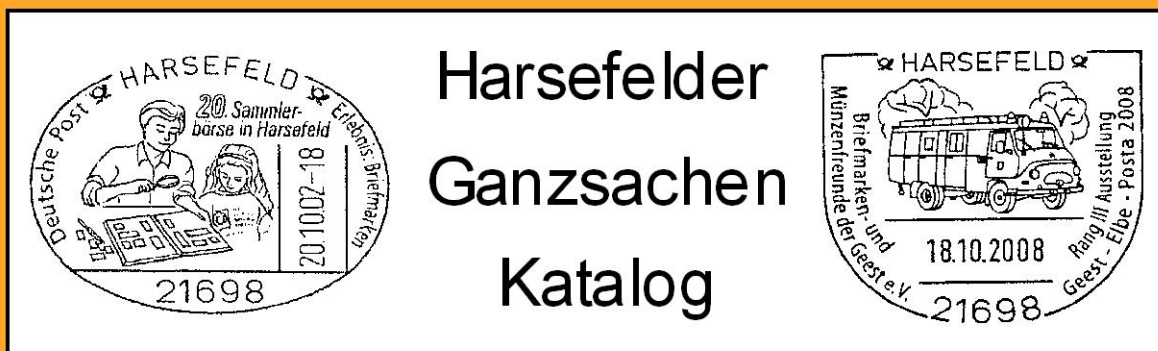 Deutsche Post HARSEFELD Erlebnis: Briefmarken
20. Sammler-
börse in Harsefeld
20.10.02-18
21698
Harsefelder
Ganzsachen
Katalog
HARSEFELD
Briefmarken- und
Münzenfreunde der Geest e.V.
18.10.2008
Rang III Ausstellung
Geest - Elbe - Posta 2008
21698